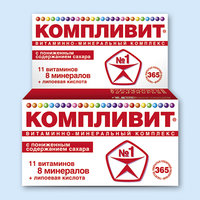 КОМПЛИВИТ®
ВИТАМИННО-МИНЕРАЛЬНЫЙ КОМПЛЕКС
с пониженным
содержанием сахара
11 витаминов
8 минералов
+ липоевая кислота
№1
365
КОМПЛИВИТ®
ВИТАМИННО-МИНЕРАЛЬНЫЙ КОМПЛЕКС
с пониженным
содержанием сахара
11 витаминов
8 минералов
+ липоевая кислота
№1
365